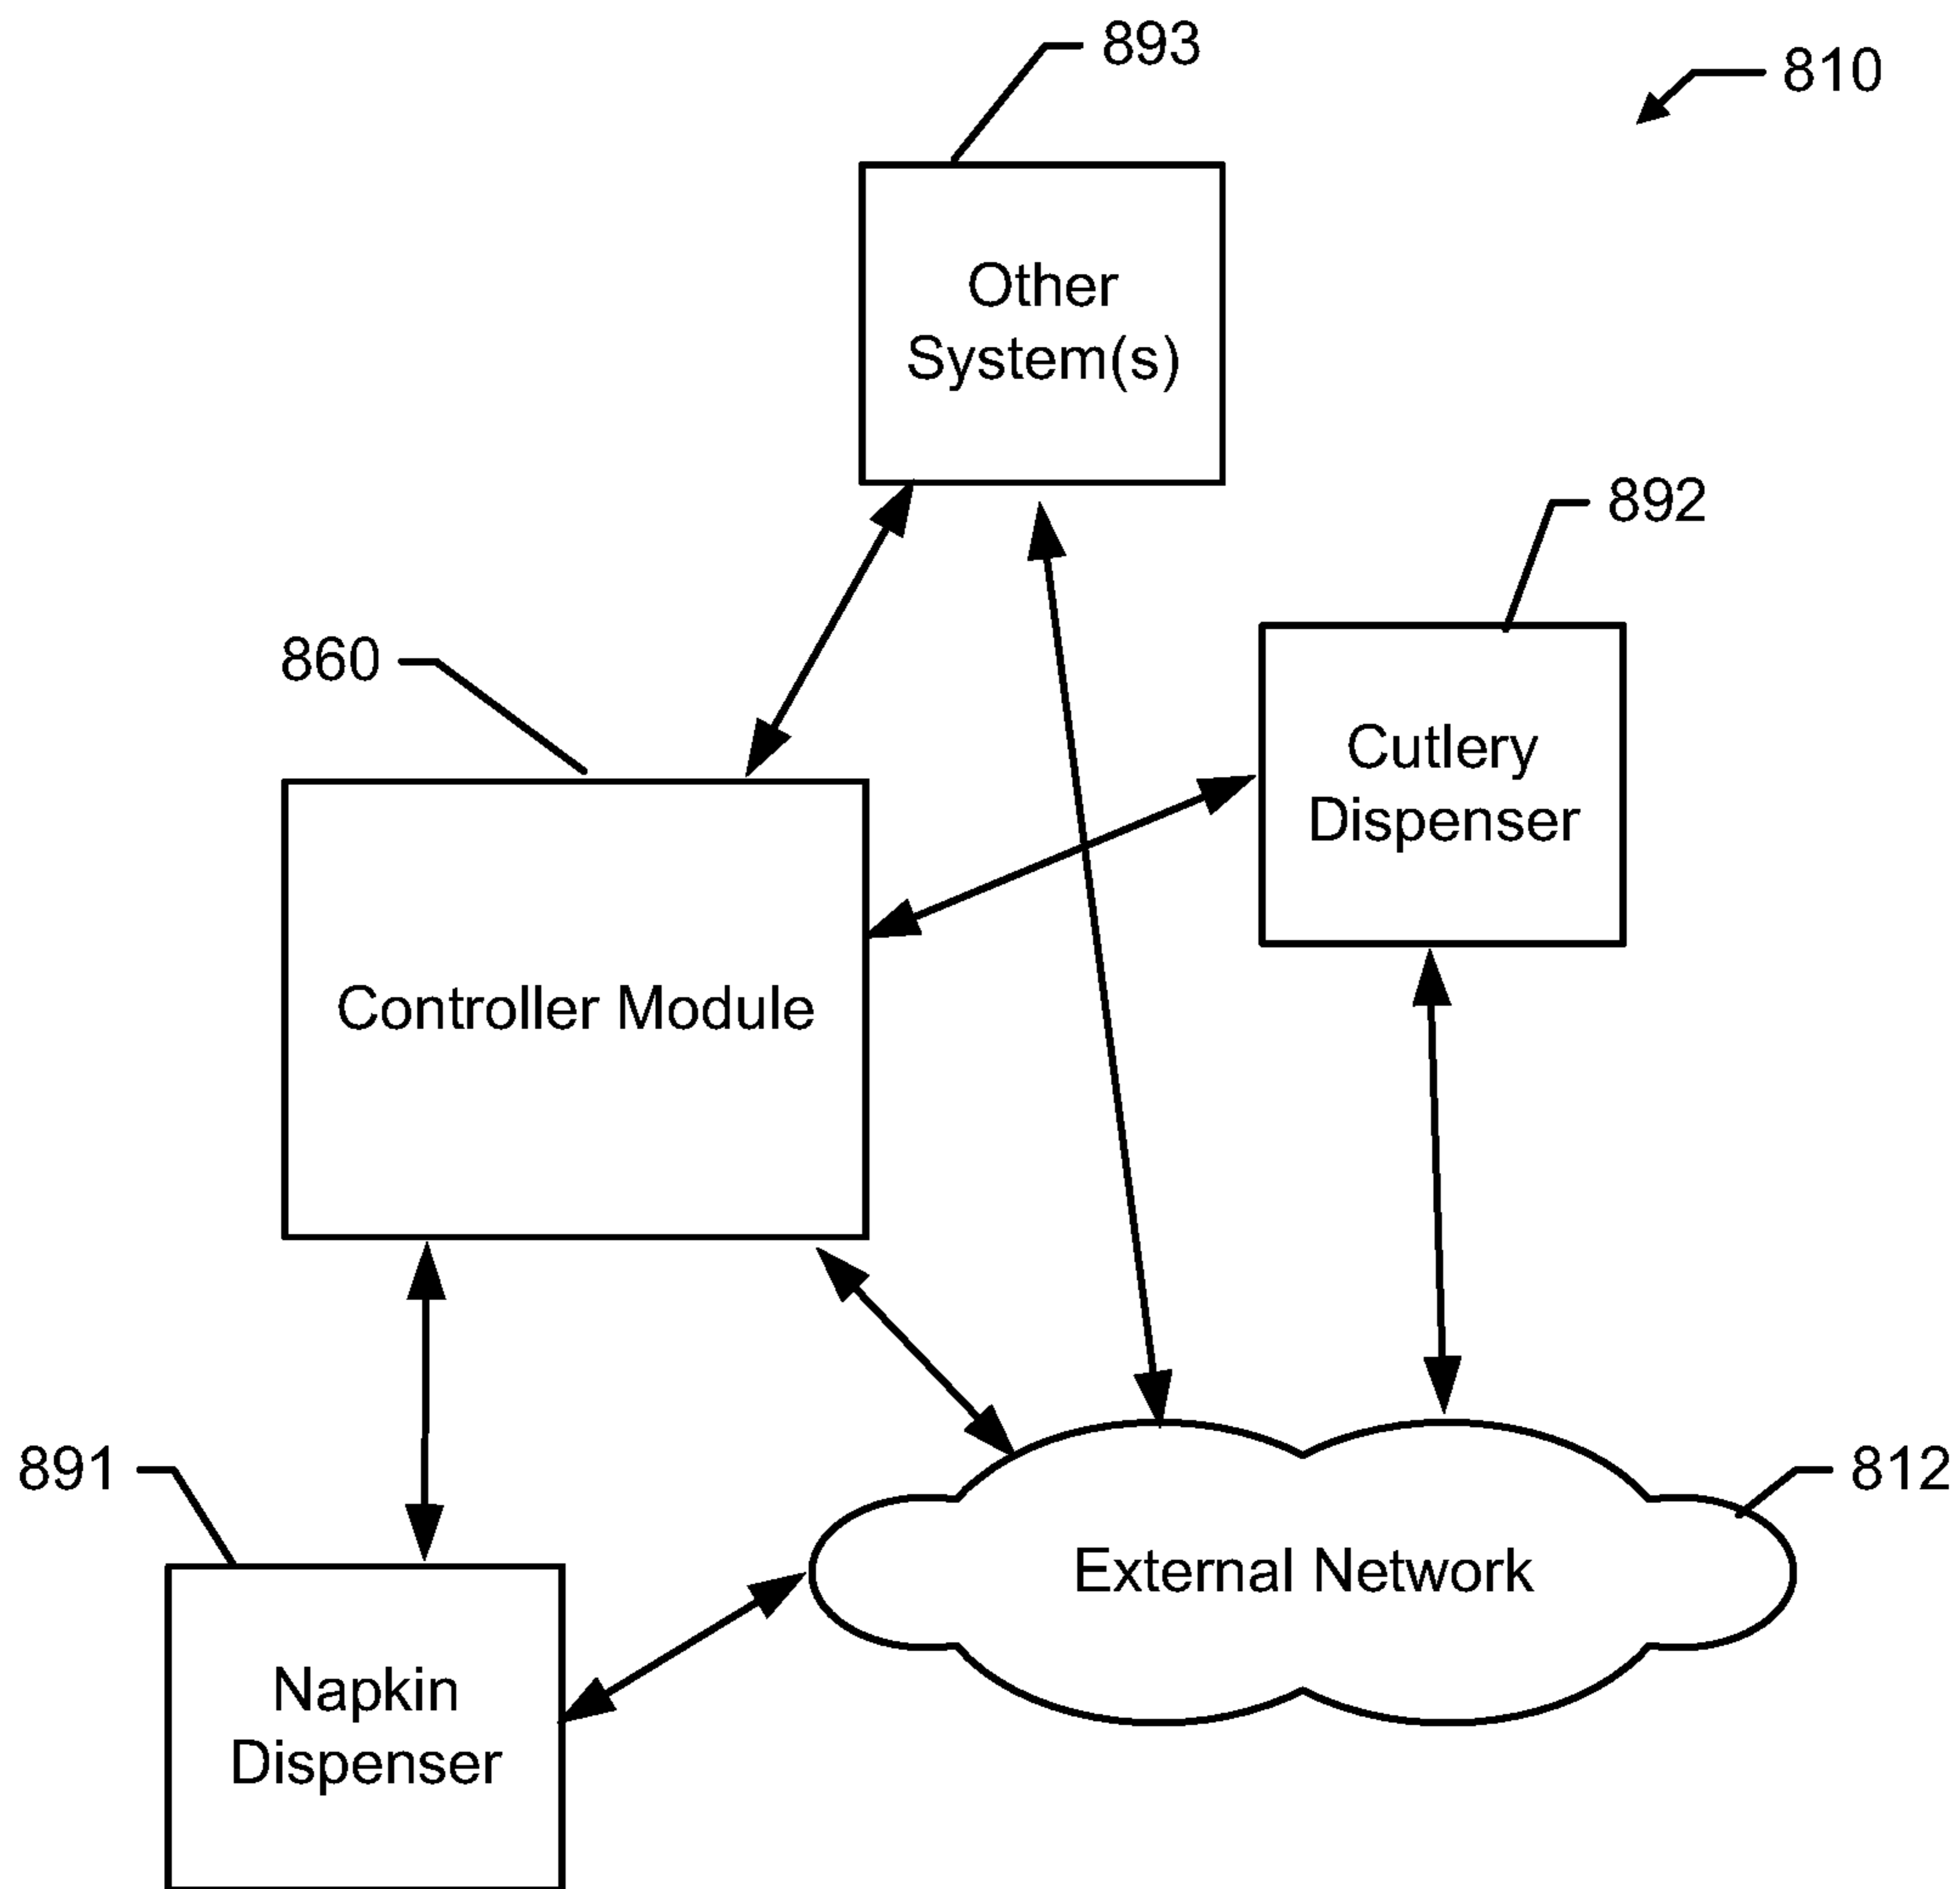 893
810
Other
System(s)
892
860
Cutlery
Dispenser
Controller Module
891
812
External Network
Napkin
Dispenser